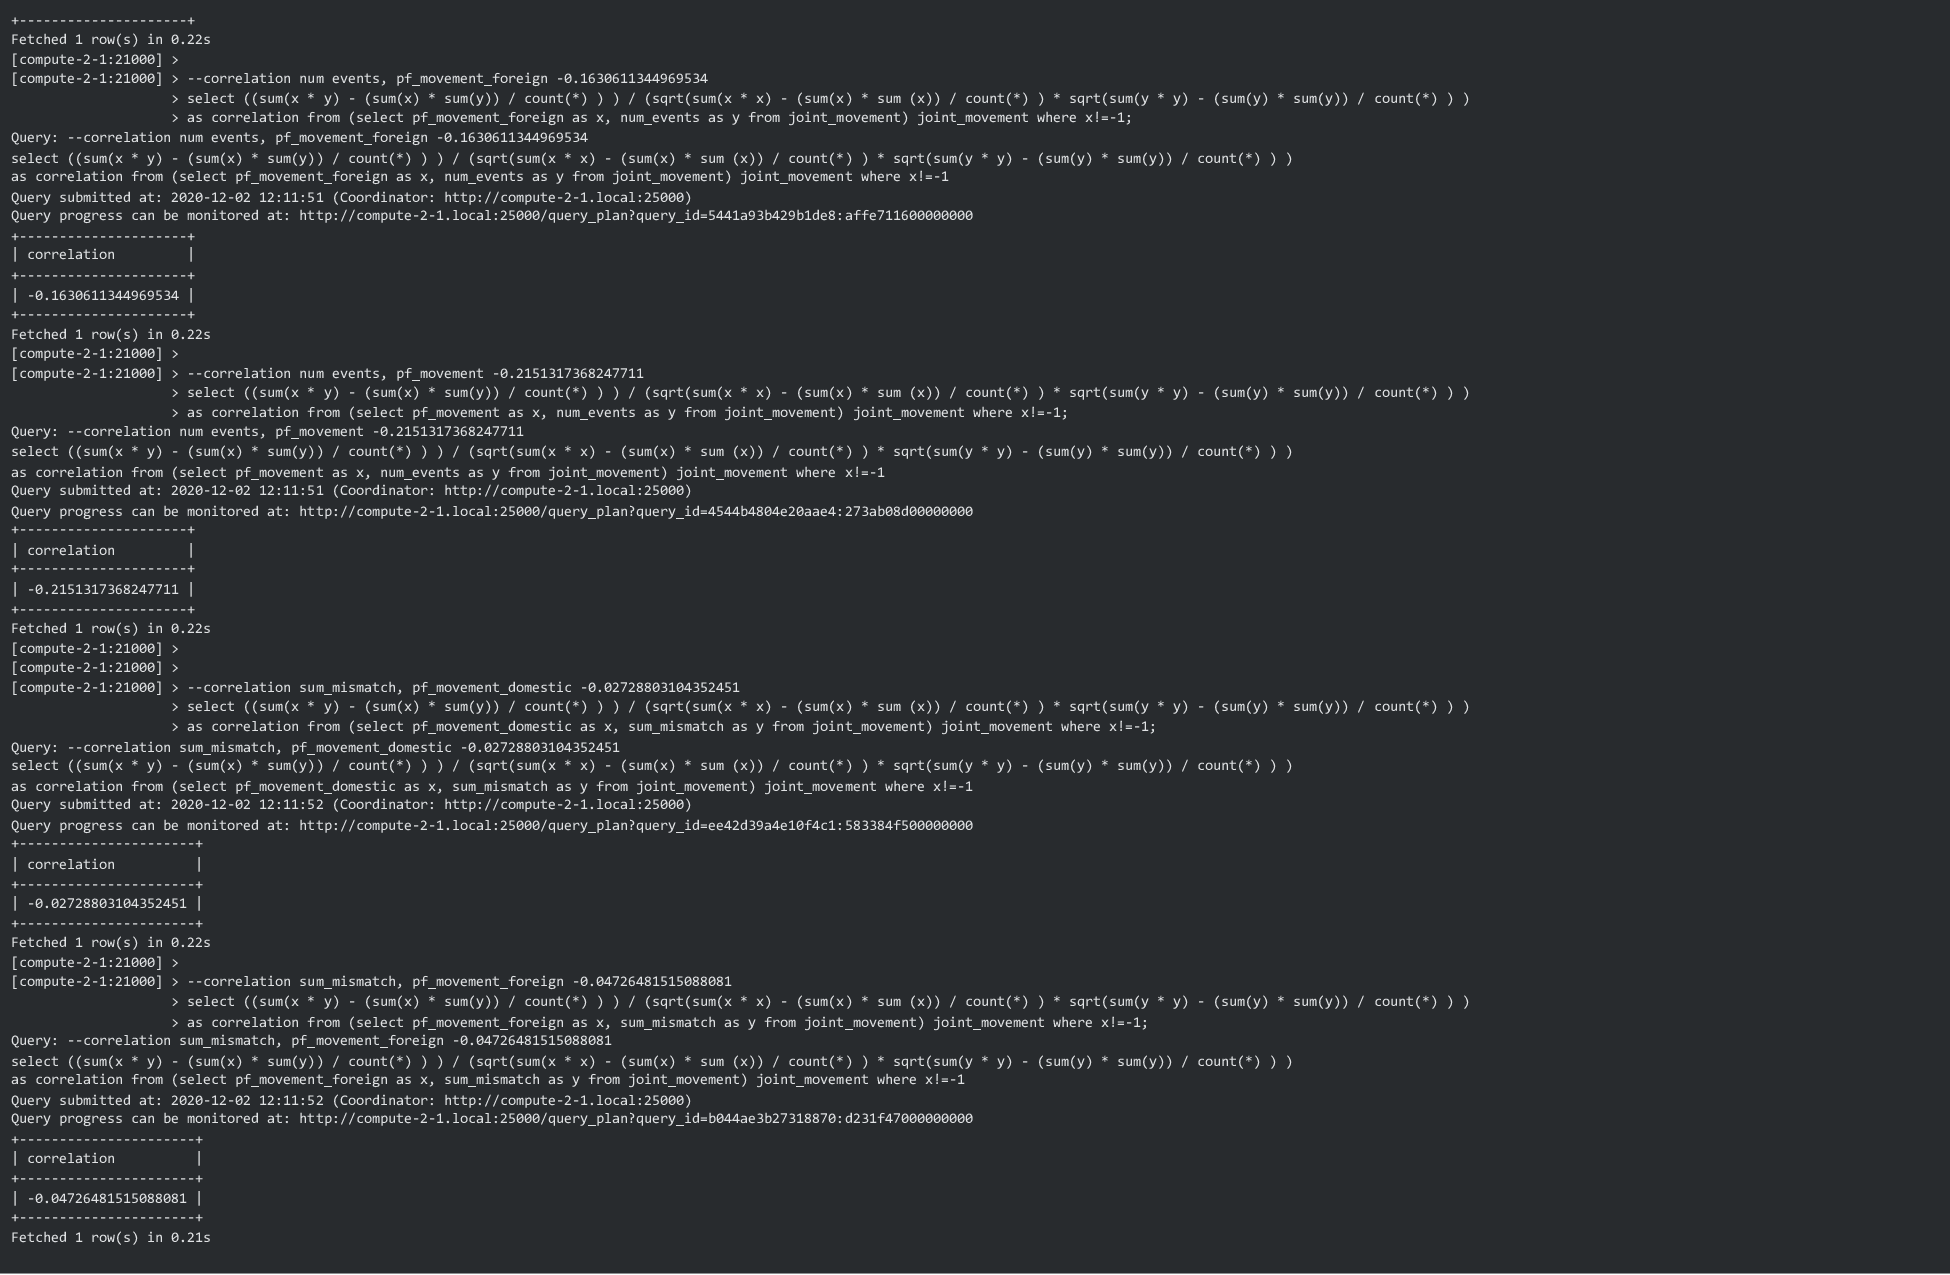 +---------------------+
Fetched 1 row(s) in 0.22s
[compute-2-1:21000] >
[compute-2-1:21000] > --correlation num events, pf_movement_foreign -0.1630611344969534
                    > select ((sum(x * y) - (sum(x) * sum(y)) / count(*) ) ) / (sqrt(sum(x * x) - (sum(x) * sum (x)) / count(*) ) * sqrt(sum(y * y) - (sum(y) * sum(y)) / count(*) ) )
                    > as correlation from (select pf_movement_foreign as x, num_events as y from joint_movement) joint_movement where x!=-1;
Query: --correlation num events, pf_movement_foreign -0.1630611344969534
select ((sum(x * y) - (sum(x) * sum(y)) / count(*) ) ) / (sqrt(sum(x * x) - (sum(x) * sum (x)) / count(*) ) * sqrt(sum(y * y) - (sum(y) * sum(y)) / count(*) ) )
as correlation from (select pf_movement_foreign as x, num_events as y from joint_movement) joint_movement where x!=-1
Query submitted at: 2020-12-02 12:11:51 (Coordinator: http://compute-2-1.local:25000)
Query progress can be monitored at: http://compute-2-1.local:25000/query_plan?query_id=5441a93b429b1de8:affe711600000000
+---------------------+
| correlation         |
+---------------------+
| -0.1630611344969534 |
+---------------------+
Fetched 1 row(s) in 0.22s
[compute-2-1:21000] >
[compute-2-1:21000] > --correlation num events, pf_movement -0.2151317368247711
                    > select ((sum(x * y) - (sum(x) * sum(y)) / count(*) ) ) / (sqrt(sum(x * x) - (sum(x) * sum (x)) / count(*) ) * sqrt(sum(y * y) - (sum(y) * sum(y)) / count(*) ) )
                    > as correlation from (select pf_movement as x, num_events as y from joint_movement) joint_movement where x!=-1;
Query: --correlation num events, pf_movement -0.2151317368247711
select ((sum(x * y) - (sum(x) * sum(y)) / count(*) ) ) / (sqrt(sum(x * x) - (sum(x) * sum (x)) / count(*) ) * sqrt(sum(y * y) - (sum(y) * sum(y)) / count(*) ) )
as correlation from (select pf_movement as x, num_events as y from joint_movement) joint_movement where x!=-1
Query submitted at: 2020-12-02 12:11:51 (Coordinator: http://compute-2-1.local:25000)
Query progress can be monitored at: http://compute-2-1.local:25000/query_plan?query_id=4544b4804e20aae4:273ab08d00000000
+---------------------+
| correlation         |
+---------------------+
| -0.2151317368247711 |
+---------------------+
Fetched 1 row(s) in 0.22s
[compute-2-1:21000] >
[compute-2-1:21000] >
[compute-2-1:21000] > --correlation sum_mismatch, pf_movement_domestic -0.02728803104352451
                    > select ((sum(x * y) - (sum(x) * sum(y)) / count(*) ) ) / (sqrt(sum(x * x) - (sum(x) * sum (x)) / count(*) ) * sqrt(sum(y * y) - (sum(y) * sum(y)) / count(*) ) )
                    > as correlation from (select pf_movement_domestic as x, sum_mismatch as y from joint_movement) joint_movement where x!=-1;
Query: --correlation sum_mismatch, pf_movement_domestic -0.02728803104352451
select ((sum(x * y) - (sum(x) * sum(y)) / count(*) ) ) / (sqrt(sum(x * x) - (sum(x) * sum (x)) / count(*) ) * sqrt(sum(y * y) - (sum(y) * sum(y)) / count(*) ) )
as correlation from (select pf_movement_domestic as x, sum_mismatch as y from joint_movement) joint_movement where x!=-1
Query submitted at: 2020-12-02 12:11:52 (Coordinator: http://compute-2-1.local:25000)
Query progress can be monitored at: http://compute-2-1.local:25000/query_plan?query_id=ee42d39a4e10f4c1:583384f500000000
+----------------------+
| correlation          |
+----------------------+
| -0.02728803104352451 |
+----------------------+
Fetched 1 row(s) in 0.22s
[compute-2-1:21000] >
[compute-2-1:21000] > --correlation sum_mismatch, pf_movement_foreign -0.04726481515088081
                    > select ((sum(x * y) - (sum(x) * sum(y)) / count(*) ) ) / (sqrt(sum(x * x) - (sum(x) * sum (x)) / count(*) ) * sqrt(sum(y * y) - (sum(y) * sum(y)) / count(*) ) )
                    > as correlation from (select pf_movement_foreign as x, sum_mismatch as y from joint_movement) joint_movement where x!=-1;
Query: --correlation sum_mismatch, pf_movement_foreign -0.04726481515088081
select ((sum(x * y) - (sum(x) * sum(y)) / count(*) ) ) / (sqrt(sum(x * x) - (sum(x) * sum (x)) / count(*) ) * sqrt(sum(y * y) - (sum(y) * sum(y)) / count(*) ) )
as correlation from (select pf_movement_foreign as x, sum_mismatch as y from joint_movement) joint_movement where x!=-1
Query submitted at: 2020-12-02 12:11:52 (Coordinator: http://compute-2-1.local:25000)
Query progress can be monitored at: http://compute-2-1.local:25000/query_plan?query_id=b044ae3b27318870:d231f47000000000
+----------------------+
| correlation          |
+----------------------+
| -0.04726481515088081 |
+----------------------+
Fetched 1 row(s) in 0.21s